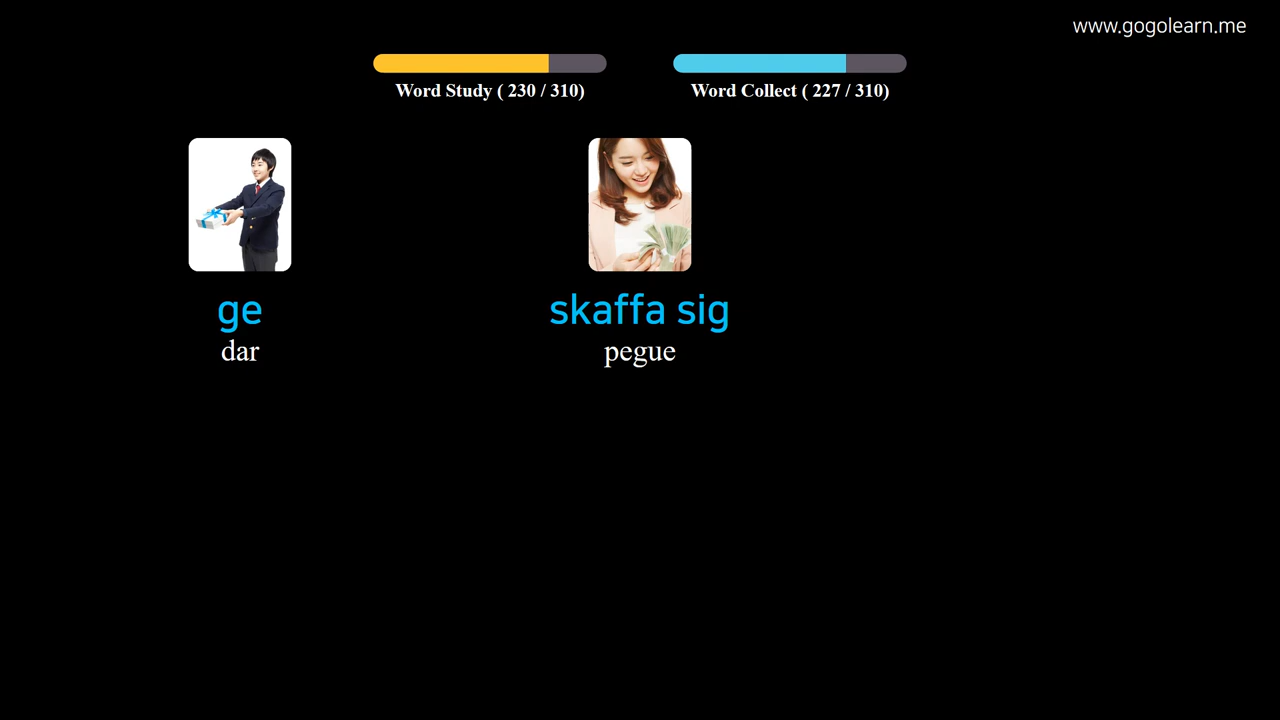 www.gogolearn.me
Word Study ( 230 / 310)
Word Collect ( 227 / 310)
ge
dar
skaffa sig
pegue